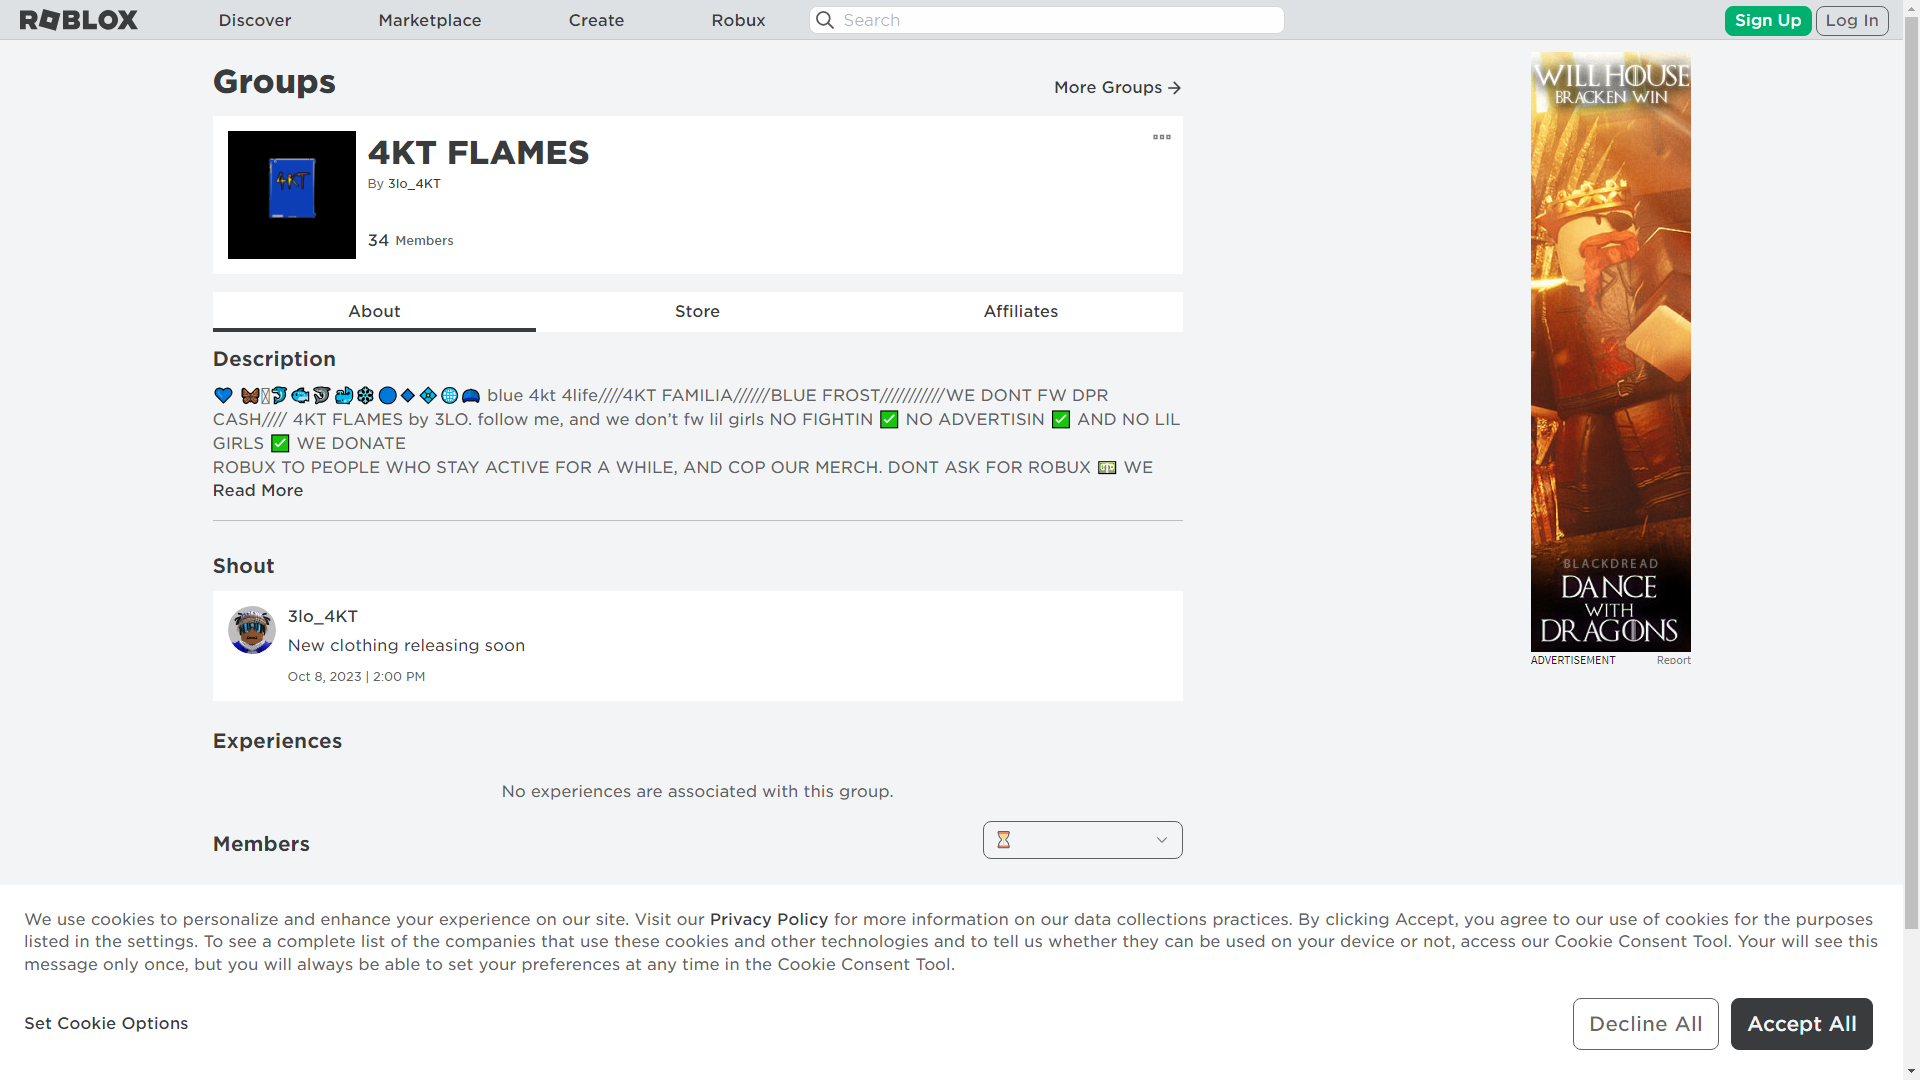 ROBLOX
Discover
Marketplace
Create
Robux
Search
Sign Up
Log In
Groups
More Groups
4KT
4KT FLAMES
By 3lo_4KT
34 Members
About
Store
Affiliates
Description
💙 🦋🐬🐟🦈🐳❄🔵🔹💠🌐🧢 blue 4kt 4life////4KT FAMILIA//////BLUE FROST///////////WE DONT FW DPR
CASH//// 4KT FLAMES by 3LO. follow me, and we don’t fw lil girls NO FIGHTIN ✅ NO ADVERTISIN ✅ AND NO LIL
GIRLS ✅ WE DONATE
ROBUX TO PEOPLE WHO STAY ACTIVE FOR A WHILE, AND COP OUR MERCH. DONT ASK FOR ROBUX 💵 WE
Read More
Shout
3lo_4KT
New clothing releasing soon
Oct 8, 2023 | 2:00 PM
Experiences
No experiences are associated with this group.
Members
WILL HOUSE
BRACKEN WIN
BLACKDREAD
DANCE
WITH
DRAGONS
ADVERTISEMENT
Report
We use cookies to personalize and enhance your experience on our site. Visit our Privacy Policy for more information on our data collections practices. By clicking Accept, you agree to our use of cookies for the purposes
listed in the settings. To see a complete list of the companies that use these cookies and other technologies and to tell us whether they can be used on your device or not, access our Cookie Consent Tool. Your will see this
message only once, but you will always be able to set your preferences at any time in the Cookie Consent Tool.
Set Cookie Options
Decline All
Accept All